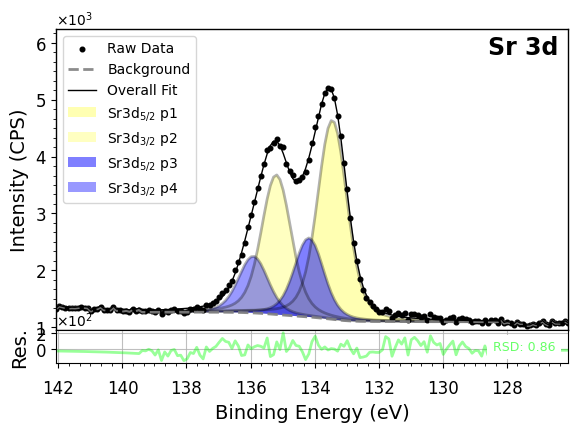 ×10³
Sr 3d
Raw Data
Background
Overall Fit
Sr3d₅/₂ p1
Sr3d₃/₂ p2
Sr3d₅/₂ p3
Sr3d₃/₂ p4
Intensity (CPS)
6
5
4
3
2
1
×10²
Res.
2
0
RSD: 0.86
142 140 138 136 134 132 130 128
Binding Energy (eV)